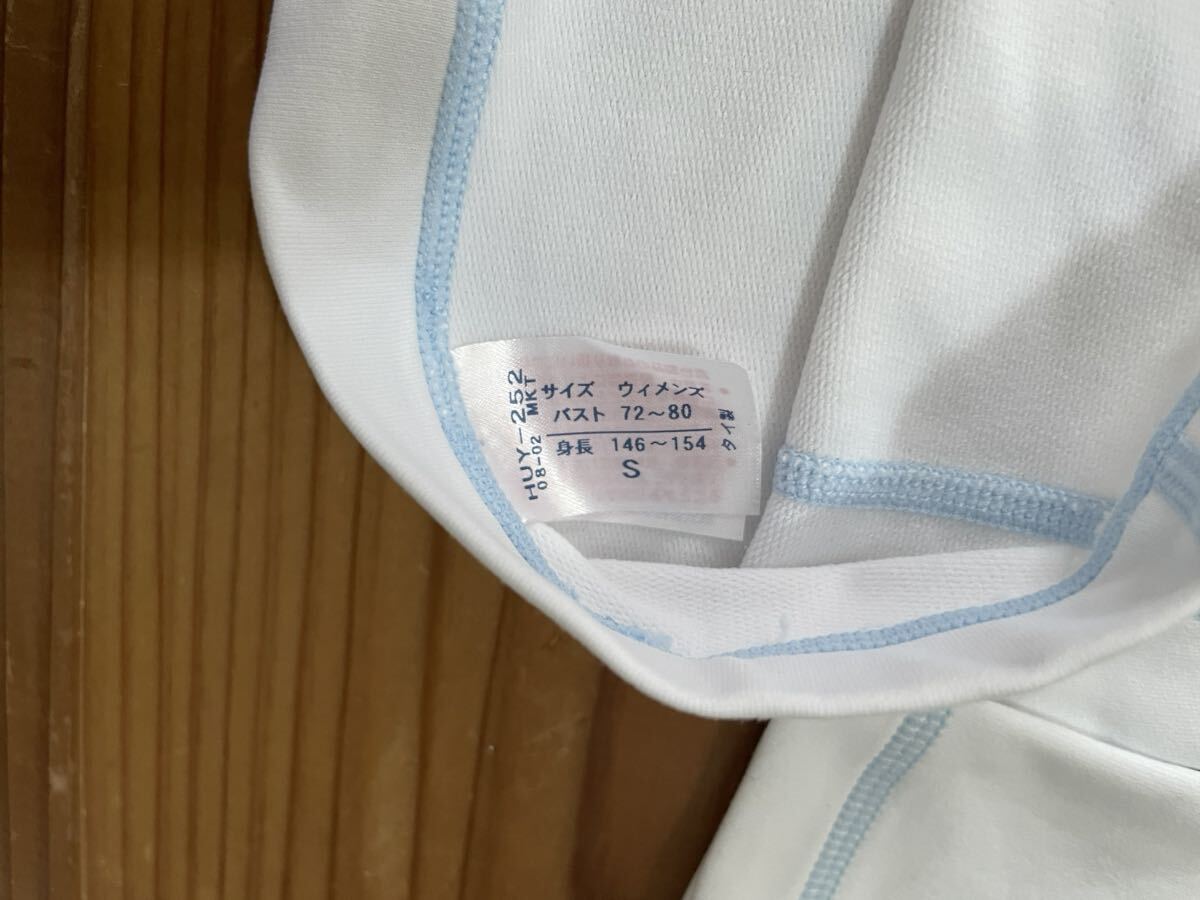 HUY-252
08-02 MKT
サイズ ウィメンズ
バスト 72〜80
身長 146〜154
S
タイ製